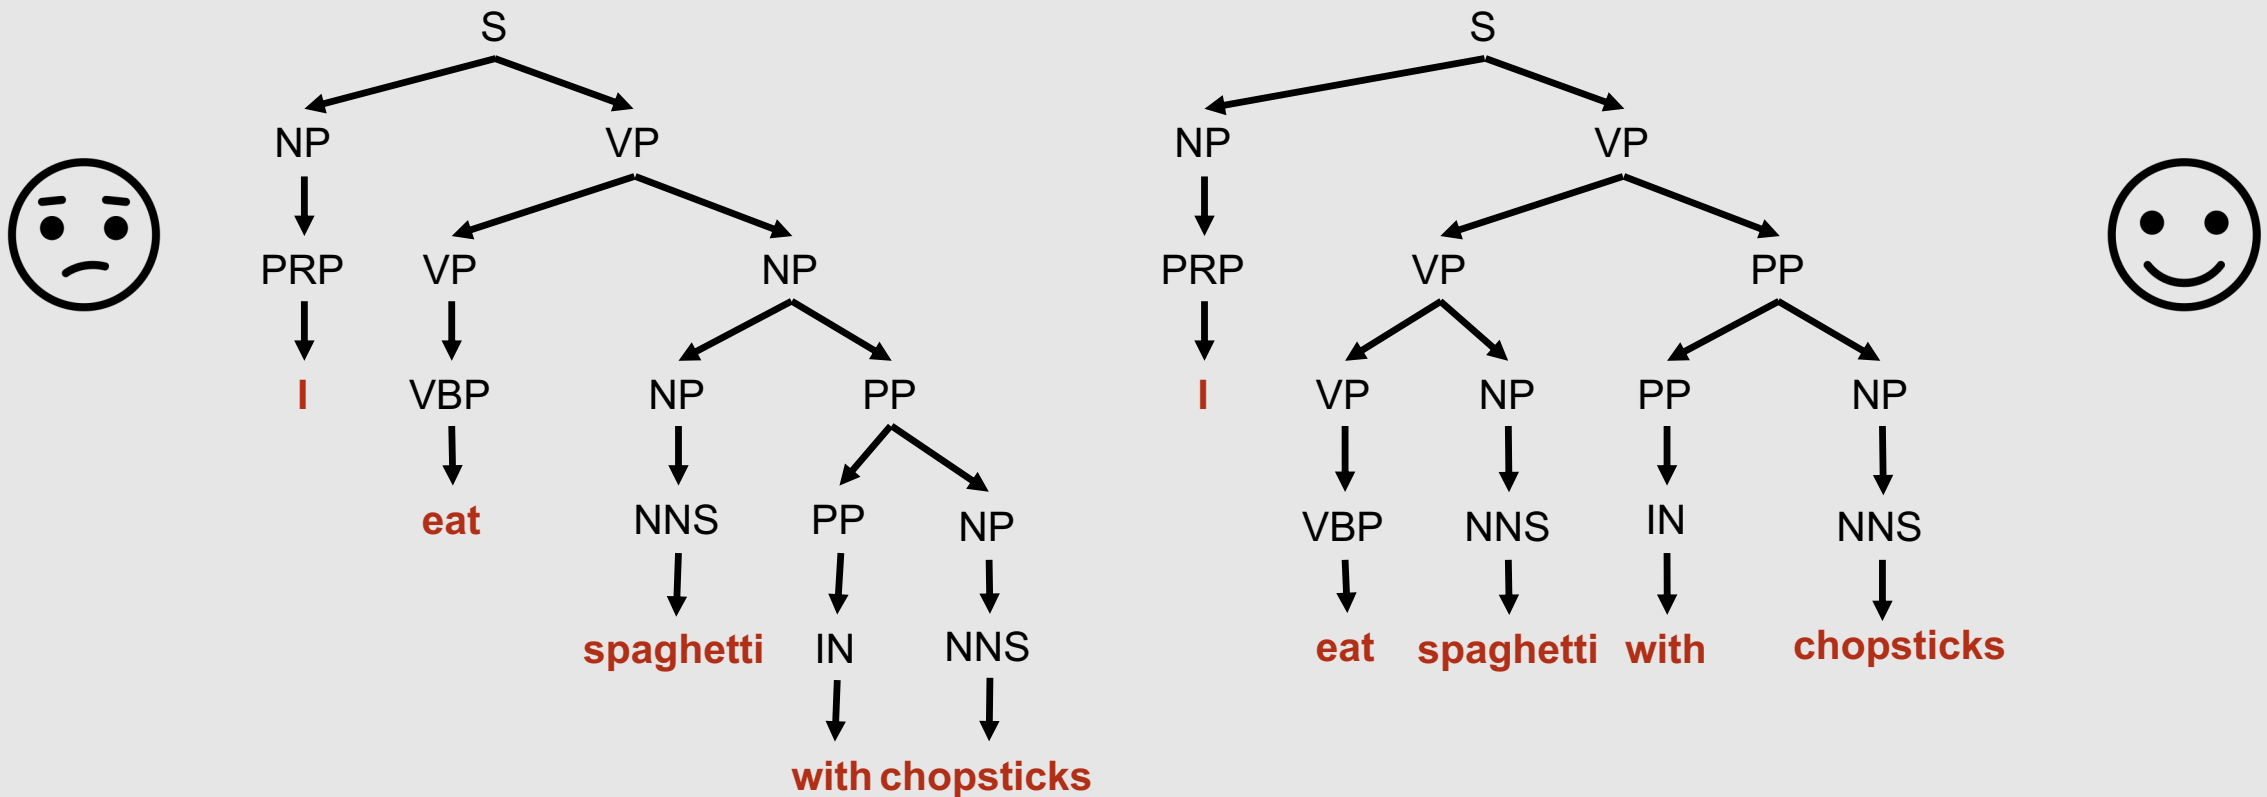 S S
NP VP NP VP
PRP VP NP PRP VP PP
I VBP NP PP I VP NP PP NP
eat NNS PP NP VBP NNS IN NNS
spaghetti IN NNS eat spaghetti with chopsticks
with chopsticks